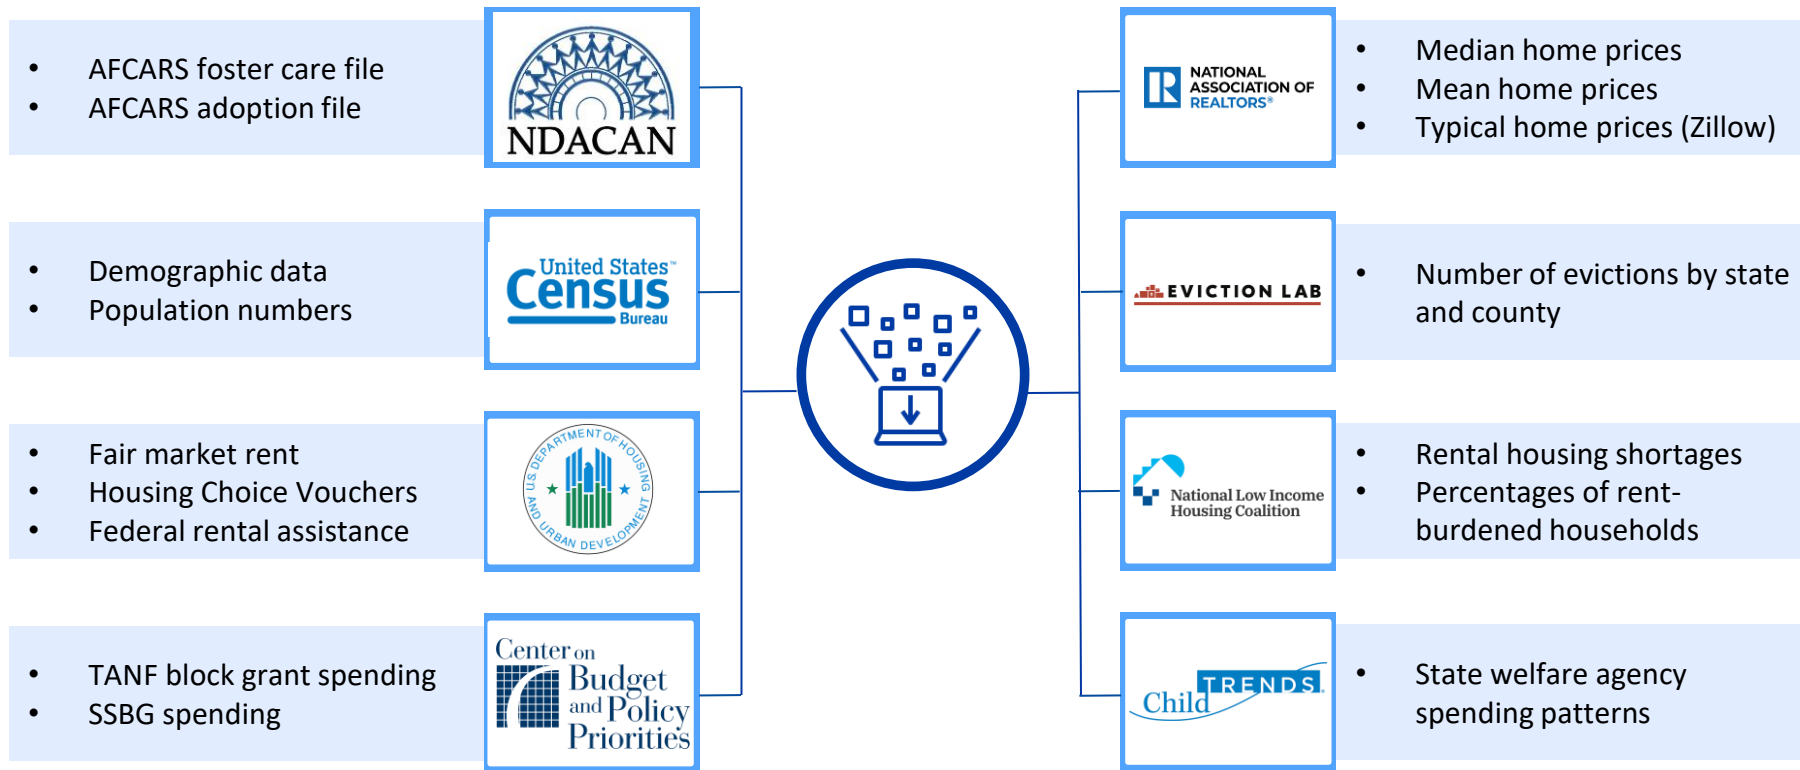 • AFCARS foster care file
• AFCARS adoption file
NDACAN
• Demographic data
• Population numbers
United States™
Census
Bureau
• Fair market rent
• Housing Choice Vouchers
• Federal rental assistance
U.S. DEPARTMENT OF HOUSING
AND URBAN DEVELOPMENT
• TANF block grant spending
• SSBG spending
Center on
Budget
and Policy
Priorities
NATIONAL
ASSOCIATION OF
REALTORS®
• Median home prices
• Mean home prices
• Typical home prices (Zillow)
EVICTION LAB
• Number of evictions by state
and county
National Low Income
Housing Coalition
• Rental housing shortages
• Percentages of rent-
burdened households
Child TRENDS®
• State welfare agency
spending patterns